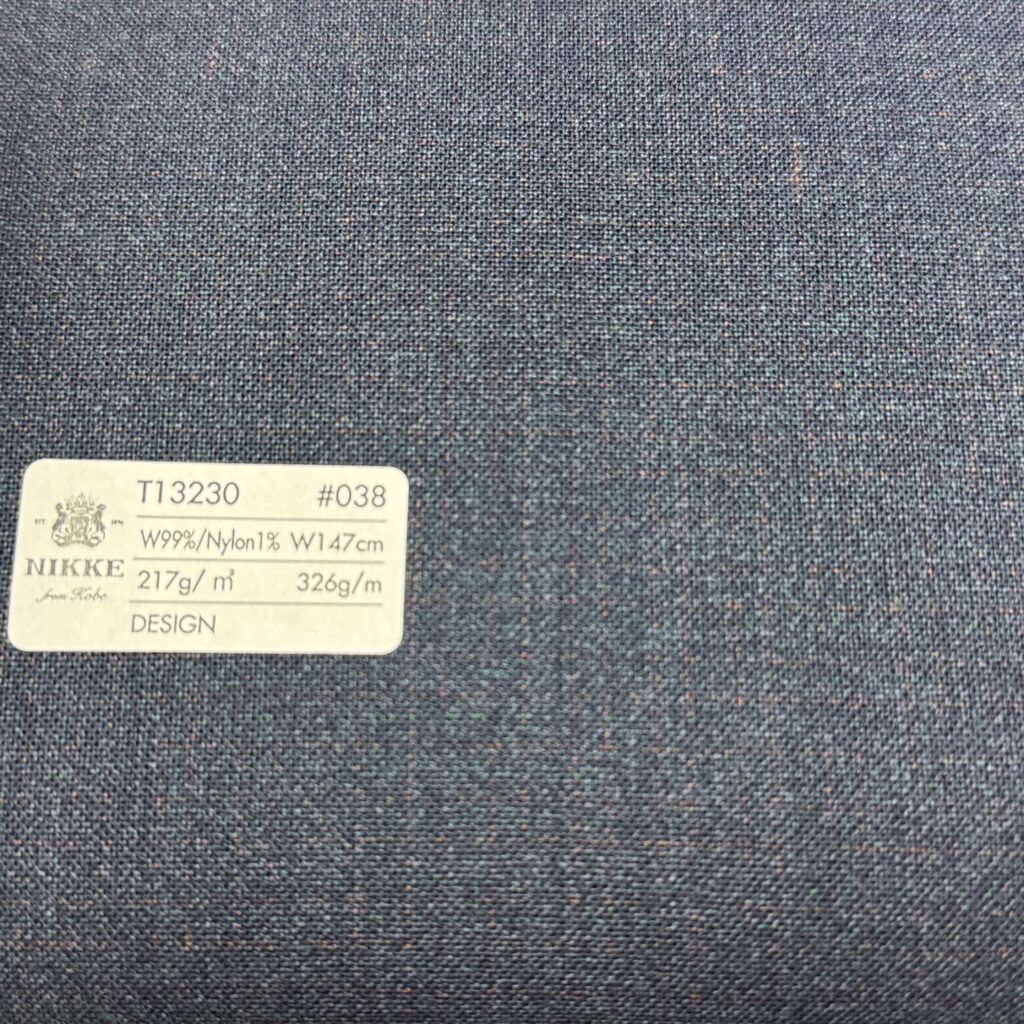 T13230 #038
W99%/Nylon1% W147cm
NIKKE
from Kobe
217g/㎡ 326g/m
DESIGN